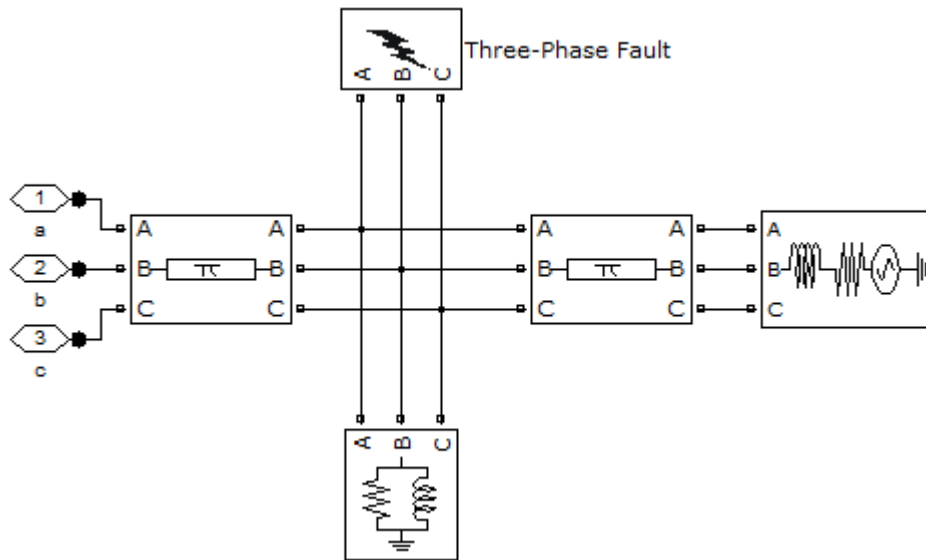 Three-Phase Fault
A B C
1
a
A A
A A
A
2
b
B π B
B π B
B
3
c
C C
C C
C
A B C